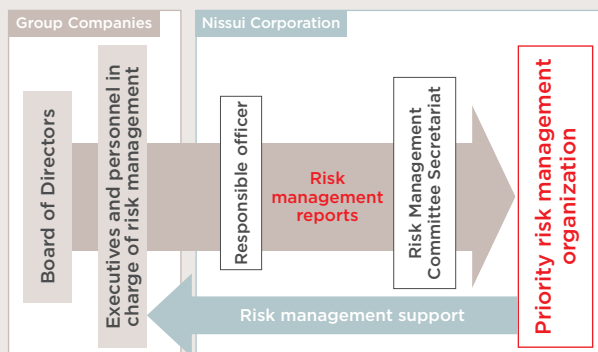 Group Companies
Nissui Corporation
Board of Directors
Executives and personnel in
charge of risk management
Responsible officer
Risk
management
reports
Risk Management
Committee Secretariat
Priority risk management
organization
Risk management support